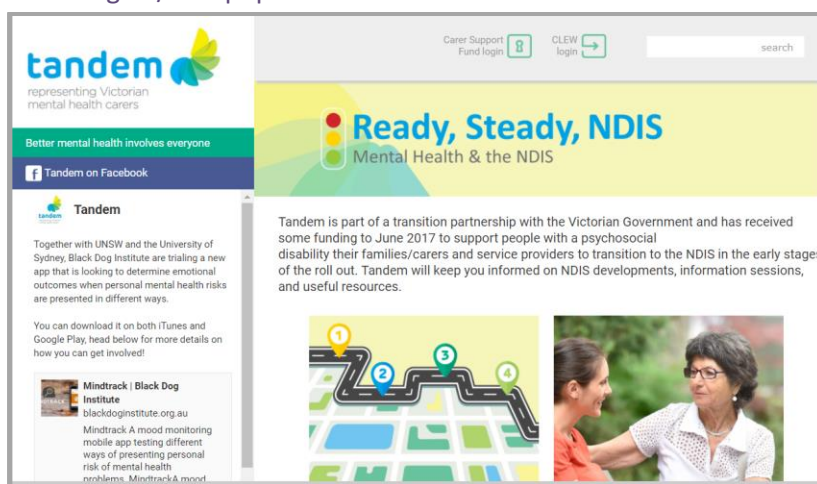 tandem
representing Victorian
mental health carers
Better mental health involves everyone
f Tandem on Facebook
tandem
Tandem
Together with UNSW and the University of
Sydney, Black Dog Institute are trialing a new
app that is looking to determine emotional
outcomes when personal mental health risks
are presented in different ways.
You can download it on both iTunes and
Google Play, head below for more details on
how you can get involved!
Mindtrack | Black Dog
Institute
blackdoginstitute.org.au
Mindtrack A mood monitoring
mobile app testing different
ways of presenting personal
risk of mental health
problems. MindtrackA mood
Carer Support
Fund login
CLEW
login
search
Ready, Steady, NDIS
Mental Health & the NDIS
Tandem is part of a transition partnership with the Victorian Government and has received
some funding to June 2017 to support people with a psychosocial
disability their families/carers and service providers to transition to the NDIS in the early stages
of the roll out. Tandem will keep you informed on NDIS developments, information sessions,
and useful resources.
1
2
3
4